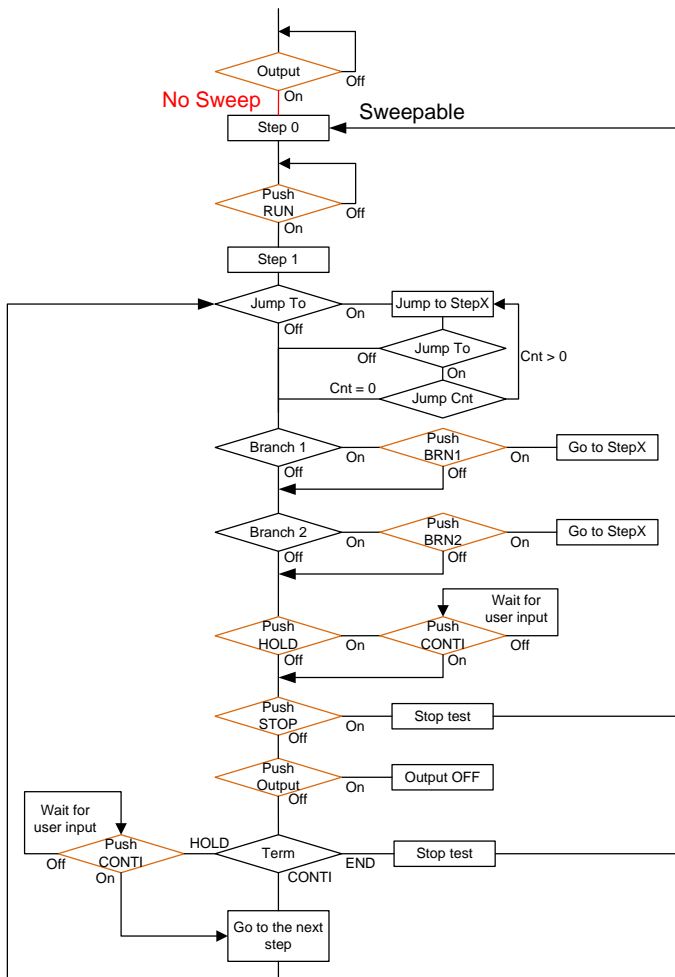 Output
Off
On
No Sweep
Sweepable
Step 0
Push
RUN
Off
On
Step 1
Jump To
On
Jump to StepX
Off
Off
Jump To
On
Cnt > 0
Cnt = 0
Jump Cnt
Branch 1
On
Push
BRN1
On
Go to StepX
Off
Off
Branch 2
On
Push
BRN2
On
Go to StepX
Off
Off
Wait for
user input
Push
HOLD
On
Push
CONTI
Off
Off
On
Push
STOP
On
Stop test
Off
Push
Output
On
Output OFF
Off
Wait for
user input
Push
CONTI
Off
On
HOLD
Term
END
Stop test
CONTI
Go to the next
step